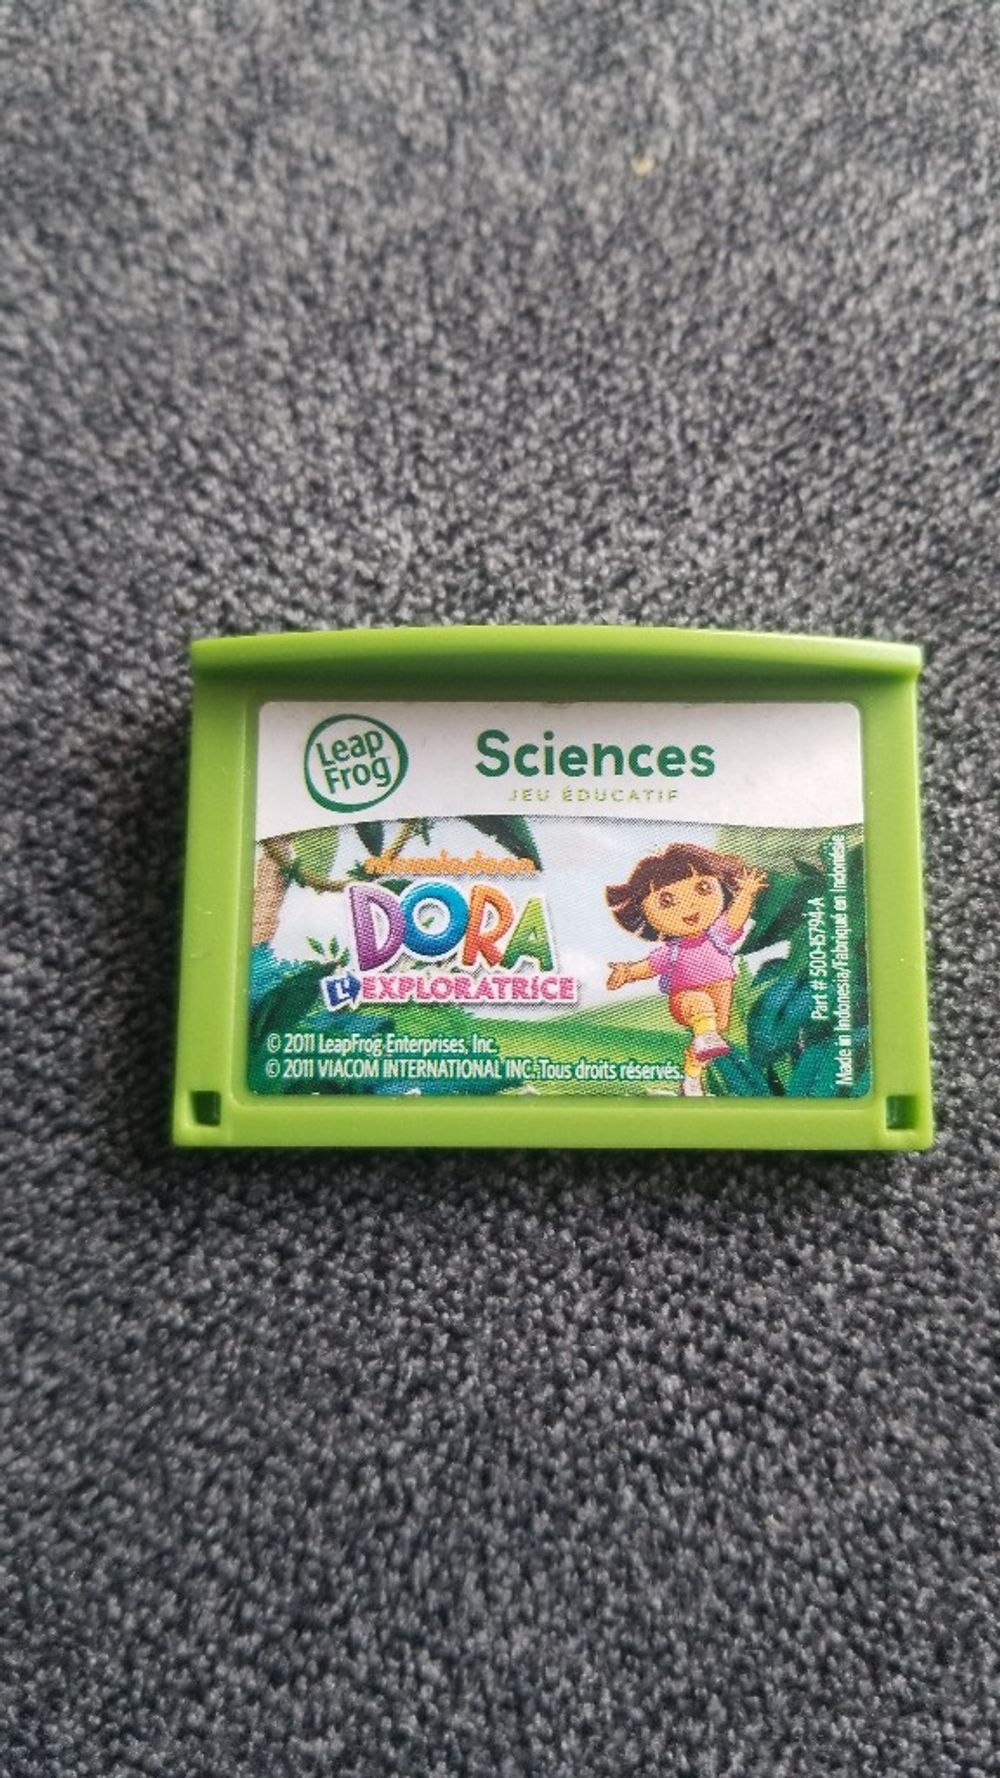 Leap
Frog
Sciences
JEU ÉDUCATIF
nickelodeon
DORA
L'EXPLORATRICE
© 2011 LeapFrog Enterprises, Inc.
© 2011 VIACOM INTERNATIONAL INC. Tous droits réservés.
Part # 500-15794-A
Made in Indonesia/Fabriqué en Indonésie